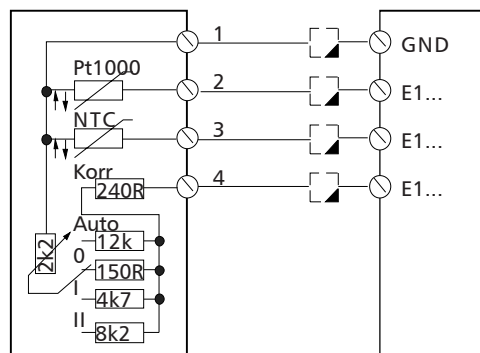 1
GND
Pt1000
2
E1...
NTC
3
E1...
Korr
240R
4
E1...
Auto
12k
2k2
0
150R
I
4k7
II
8k2